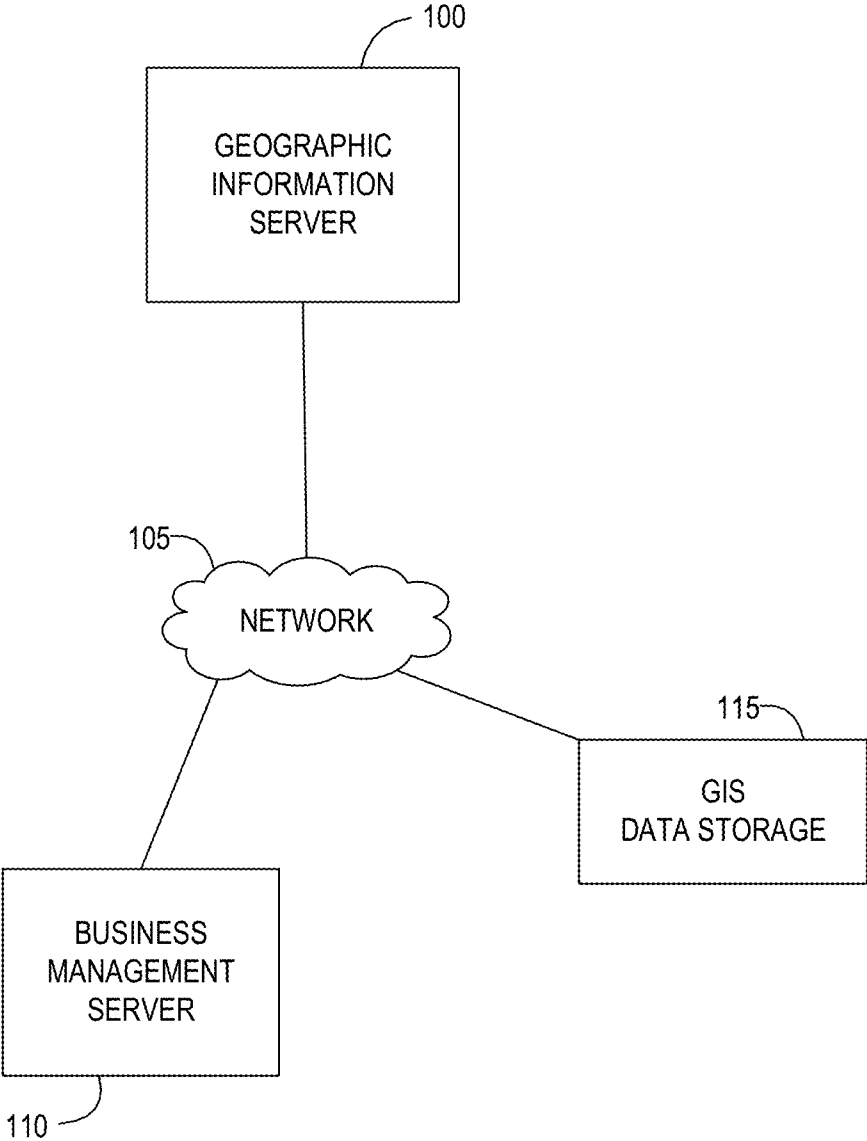 100
GEOGRAPHIC
INFORMATION
SERVER
105
NETWORK
115
GIS
DATA STORAGE
BUSINESS
MANAGEMENT
SERVER
110